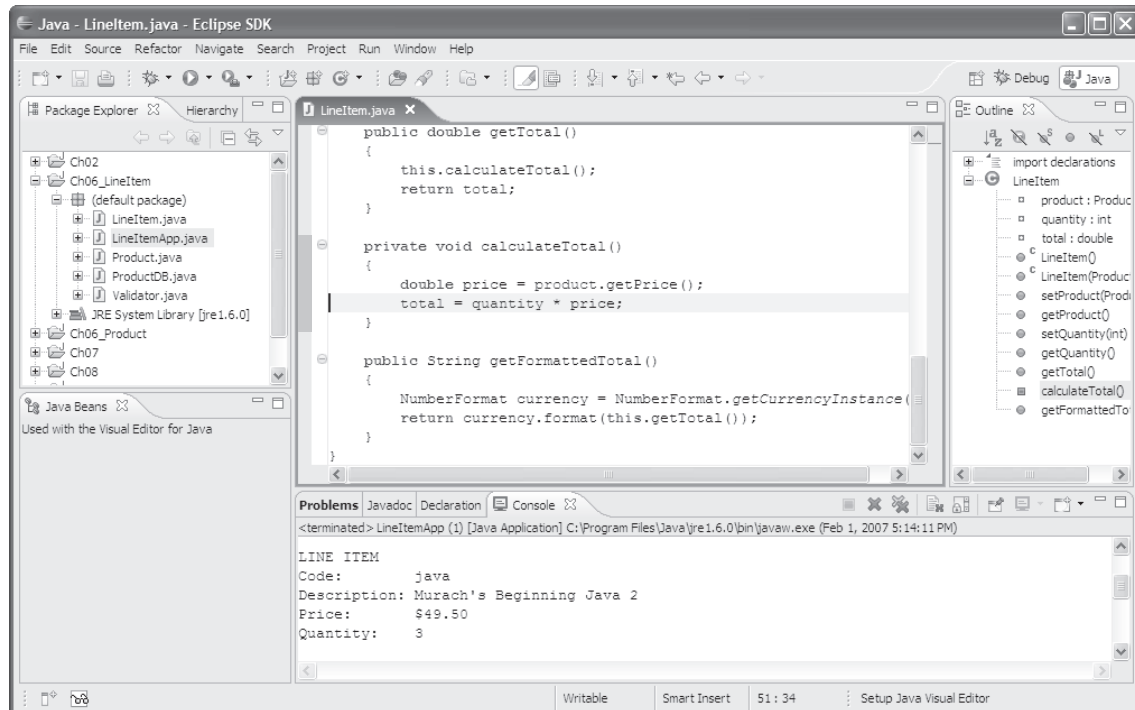 Java - LineItem.java - Eclipse SDK
File Edit Source Refactor Navigate Search Project Run Window Help
Debug Java
Package Explorer Hierarchy
Ch02
Ch06_LineItem
(default package)
LineItem.java
LineItemApp.java
Product.java
ProductDB.java
Validator.java
JRE System Library [jre1.6.0]
Ch06_Product
Ch07
Ch08
Java Beans
Used with the Visual Editor for Java
LineItem.java
public double getTotal()
{
this.calculateTotal();
return total;
}
private void calculateTotal()
{
double price = product.getPrice();
total = quantity * price;
}
public String getFormattedTotal()
{
NumberFormat currency = NumberFormat.getCurrencyInstance(
return currency.format(this.getTotal());
}
}
Outline
import declarations
LineItem
product : Produc
quantity : int
total : double
LineItem()
LineItem(Produc
setProduct(Prod
getProduct()
setQuantity(int)
getQuantity()
getTotal()
calculateTotal()
getFormattedTo
Problems Javadoc Declaration Console
<terminated> LineItemApp (1) [Java Application] C:\Program Files\Java\jre1.6.0\bin\javaw.exe (Feb 1, 2007 5:14:11 PM)
LINE ITEM
Code: java
Description: Murach's Beginning Java 2
Price: $49.50
Quantity: 3
Writable Smart Insert 51 : 34 Setup Java Visual Editor